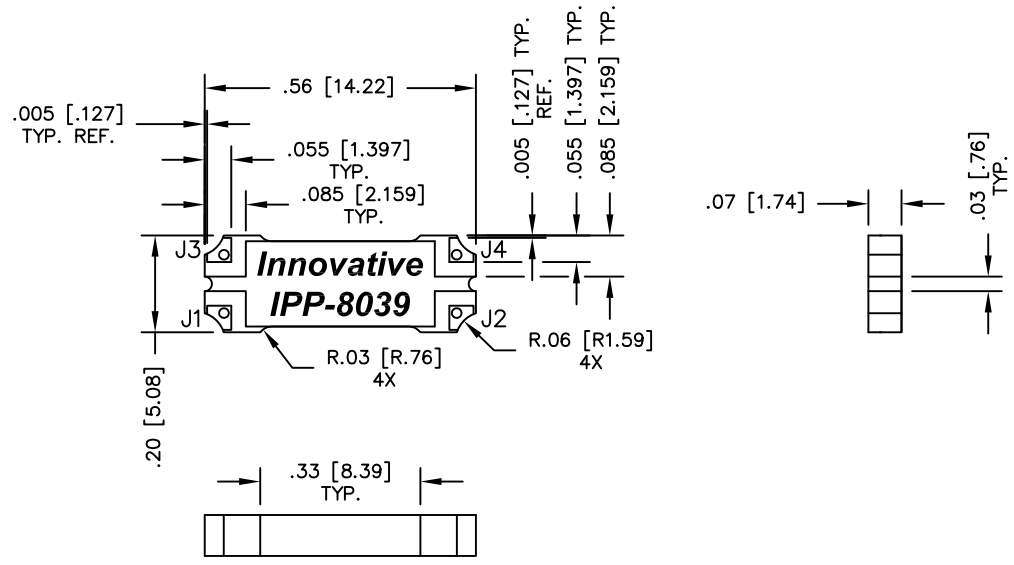 .56 [14.22]
.005 [.127]
TYP. REF.
.055 [1.397]
TYP.
.085 [2.159]
TYP.
.005 [.127] TYP.
REF.
.055 [1.397] TYP.
.085 [2.159] TYP.
.07 [1.74]
.03 [.76]
TYP.
J3
J4
Innovative
IPP-8039
J1
J2
R.03 [R.76]
4X
R.06 [R1.59]
4X
.20 [5.08]
.33 [8.39]
TYP.